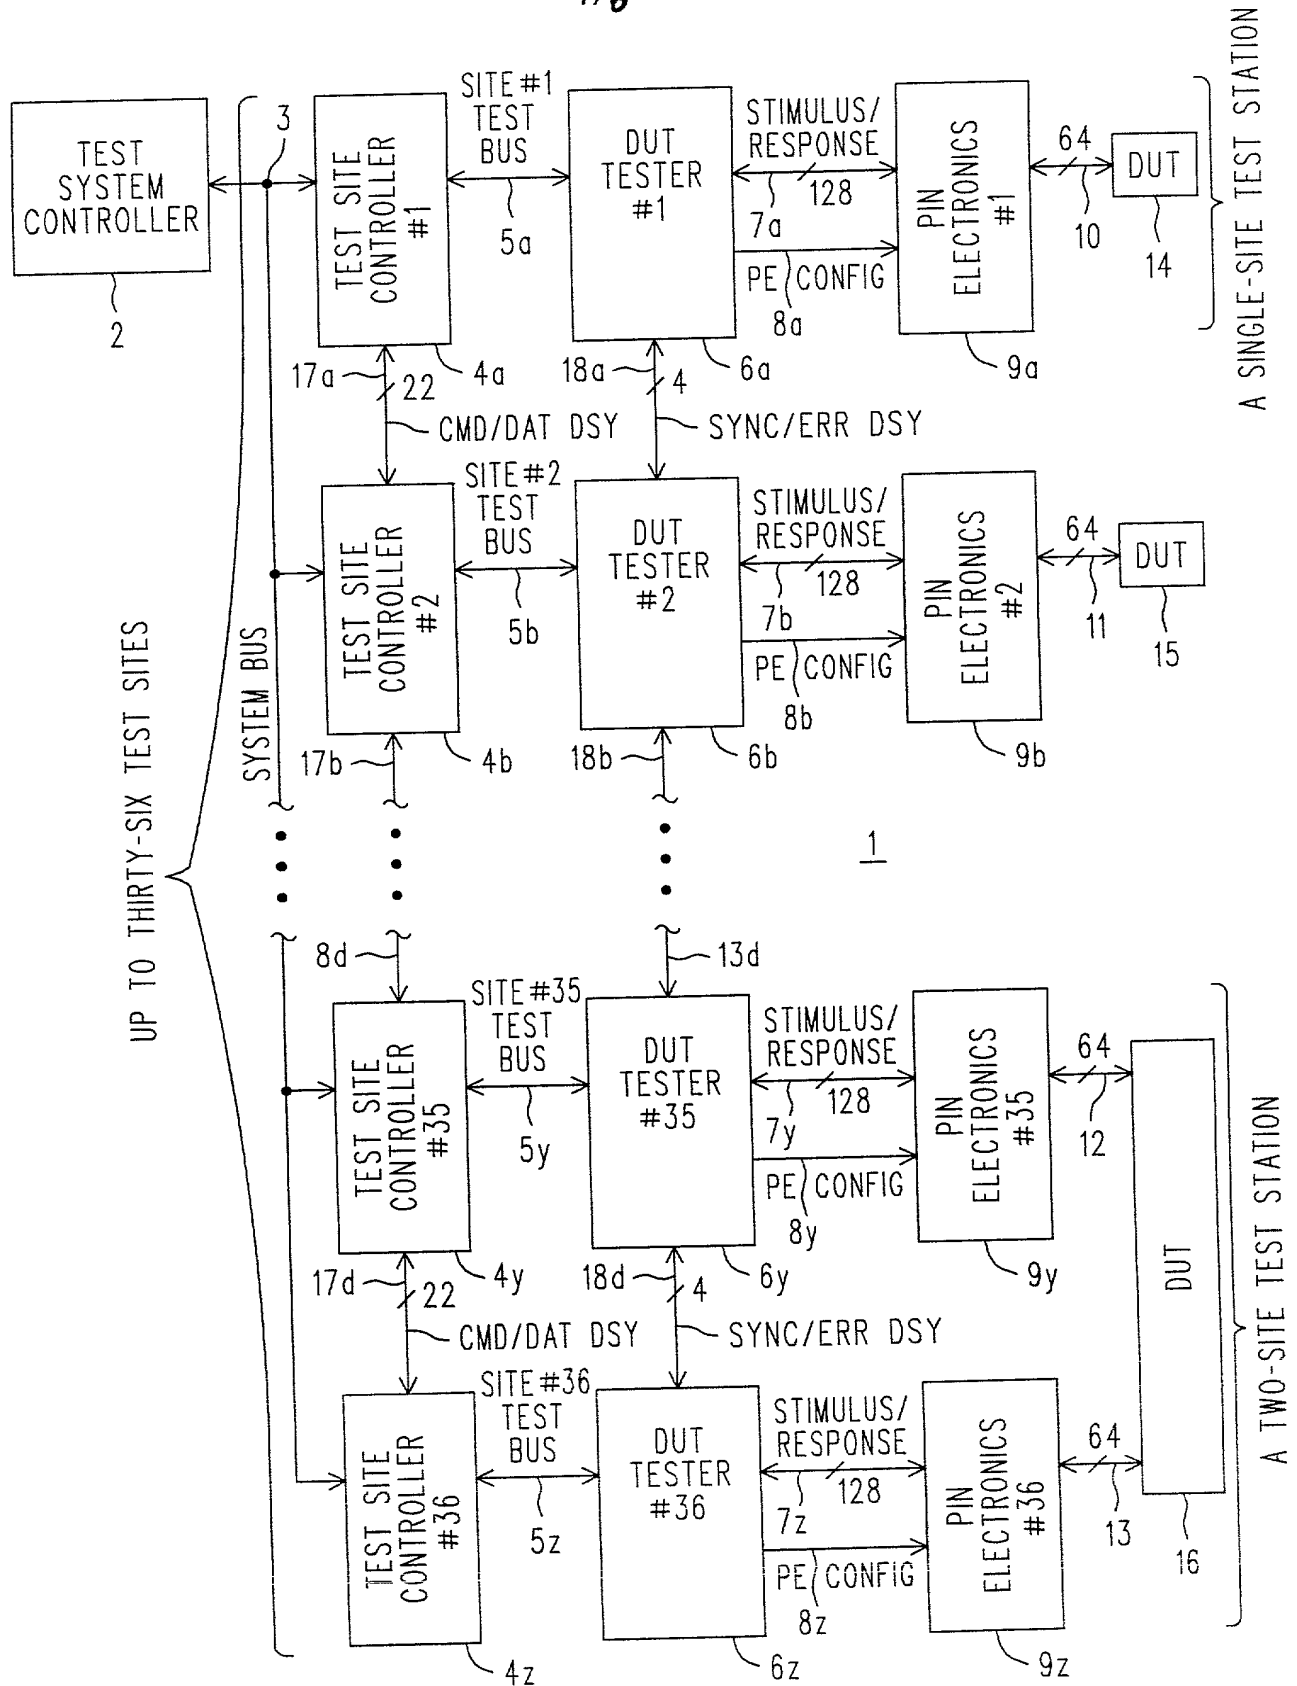 TEST
SYSTEM
CONTROLLER
2
3
TEST SITE
CONTROLLER
#1
SITE #1
TEST
BUS
5a
DUT
TESTER
#1
STIMULUS/
RESPONSE
7a
128
PE CONFIG
8a
PIN
ELECTRONICS
#1
64
10
DUT
14
A SINGLE-SITE TEST STATION
17a
22
4a
18a
4
6a
9a
CMD/DAT DSY
SYNC/ERR DSY
TEST SITE
CONTROLLER
#2
SITE #2
TEST
BUS
5b
DUT
TESTER
#2
STIMULUS/
RESPONSE
7b
128
PE CONFIG
8b
PIN
ELECTRONICS
#2
64
11
DUT
15
SYSTEM BUS
UP TO THIRTY-SIX TEST SITES
17b
4b
18b
6b
9b
1
8d
13d
TEST SITE
CONTROLLER
#35
SITE #35
TEST
BUS
5y
DUT
TESTER
#35
STIMULUS/
RESPONSE
7y
128
PE CONFIG
8y
PIN
ELECTRONICS
#35
64
12
DUT
A TWO-SITE TEST STATION
17d
22
4y
18d
4
6y
9y
CMD/DAT DSY
SYNC/ERR DSY
TEST SITE
CONTROLLER
#36
SITE #36
TEST
BUS
5z
DUT
TESTER
#36
STIMULUS/
RESPONSE
7z
128
PE CONFIG
8z
PIN
ELECTRONICS
#36
64
13
16
4z
6z
9z